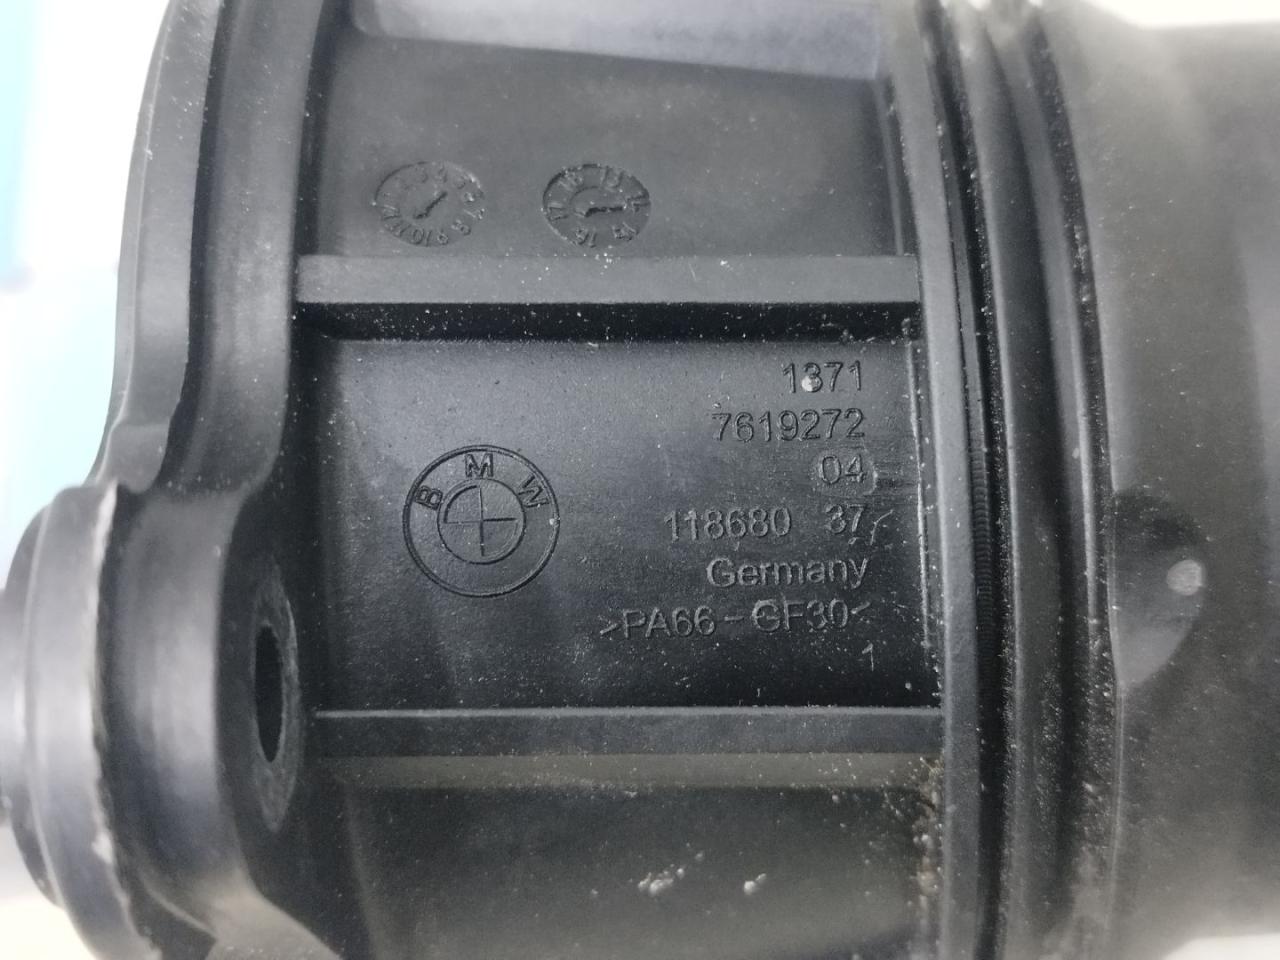 1371
7619272
04
BMW
118680 37
Germany
>PA66-GF30<
1